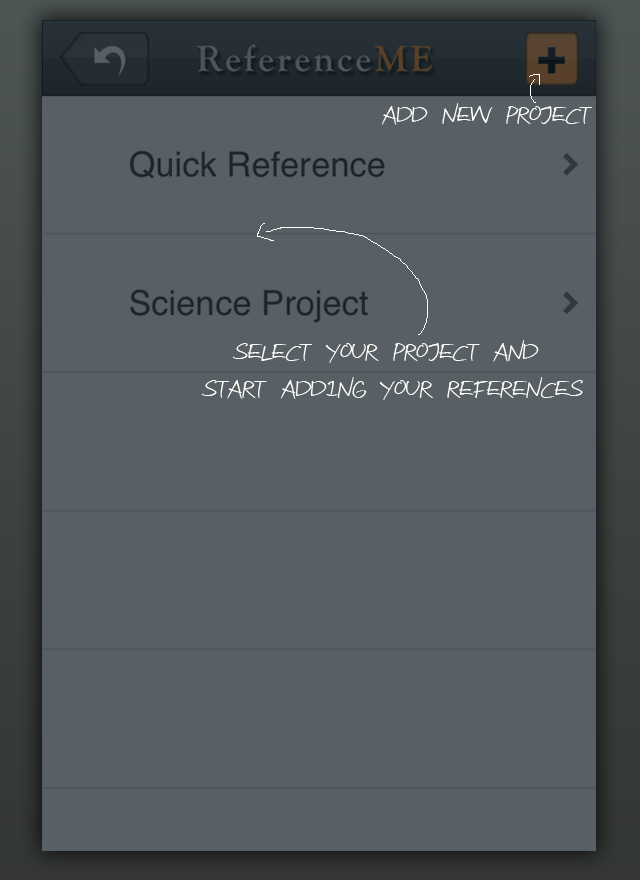 ReferenceME
ADD NEW PROJECT
Quick Reference
Science Project
SELECT YOUR PROJECT AND
START ADDING YOUR REFERENCES